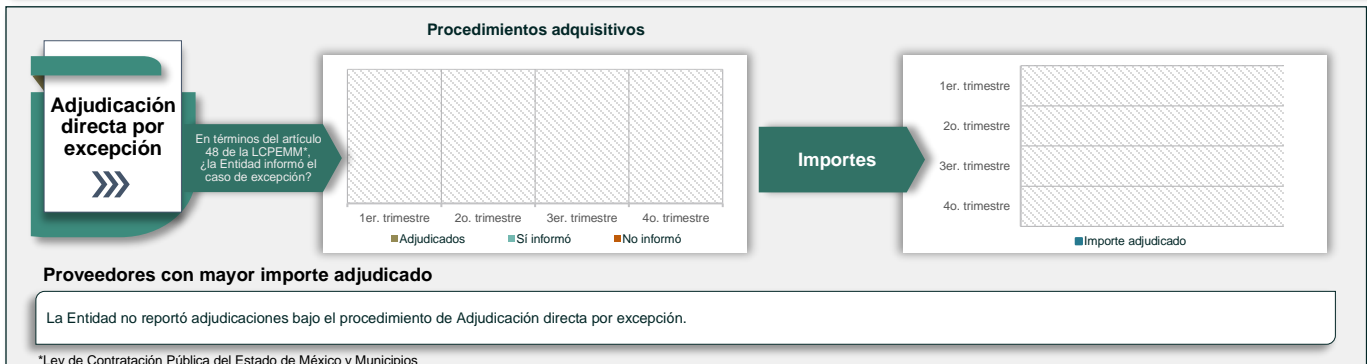 Procedimientos adquisitivos
Adjudicación
directa por
excepción
En términos del artículo
48 de la LCPEMM*,
¿la Entidad informó el
caso de excepción?
1er. trimestre 2o. trimestre 3er. trimestre 4o. trimestre
Adjudicados Sí informó No informó
Importes
1er. trimestre
2o. trimestre
3er. trimestre
4o. trimestre
Importe adjudicado
Proveedores con mayor importe adjudicado
La Entidad no reportó adjudicaciones bajo el procedimiento de Adjudicación directa por excepción.
*Ley de Contratación Pública del Estado de México y Municipios